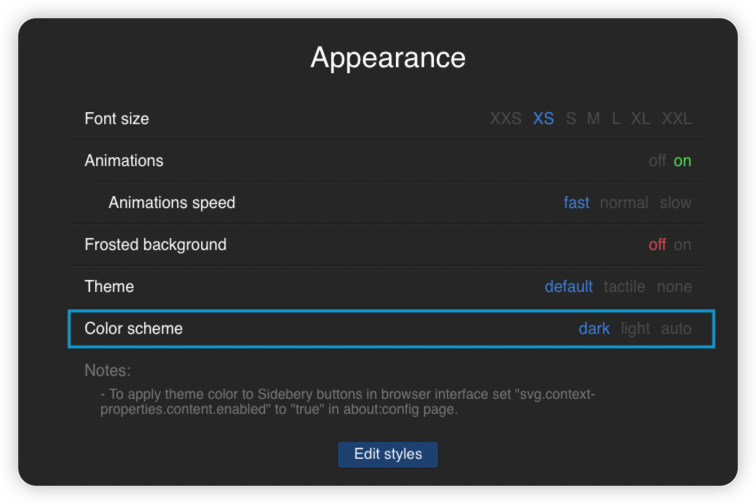 Appearance
Font size XXS XS S M L XL XXL
Animations off on
Animations speed fast normal slow
Frosted background off on
Theme default tactile none
Color scheme dark light auto
Notes:
- To apply theme color to Sidebery buttons in browser interface set "svg.context-
properties.content.enabled" to "true" in about:config page.
Edit styles